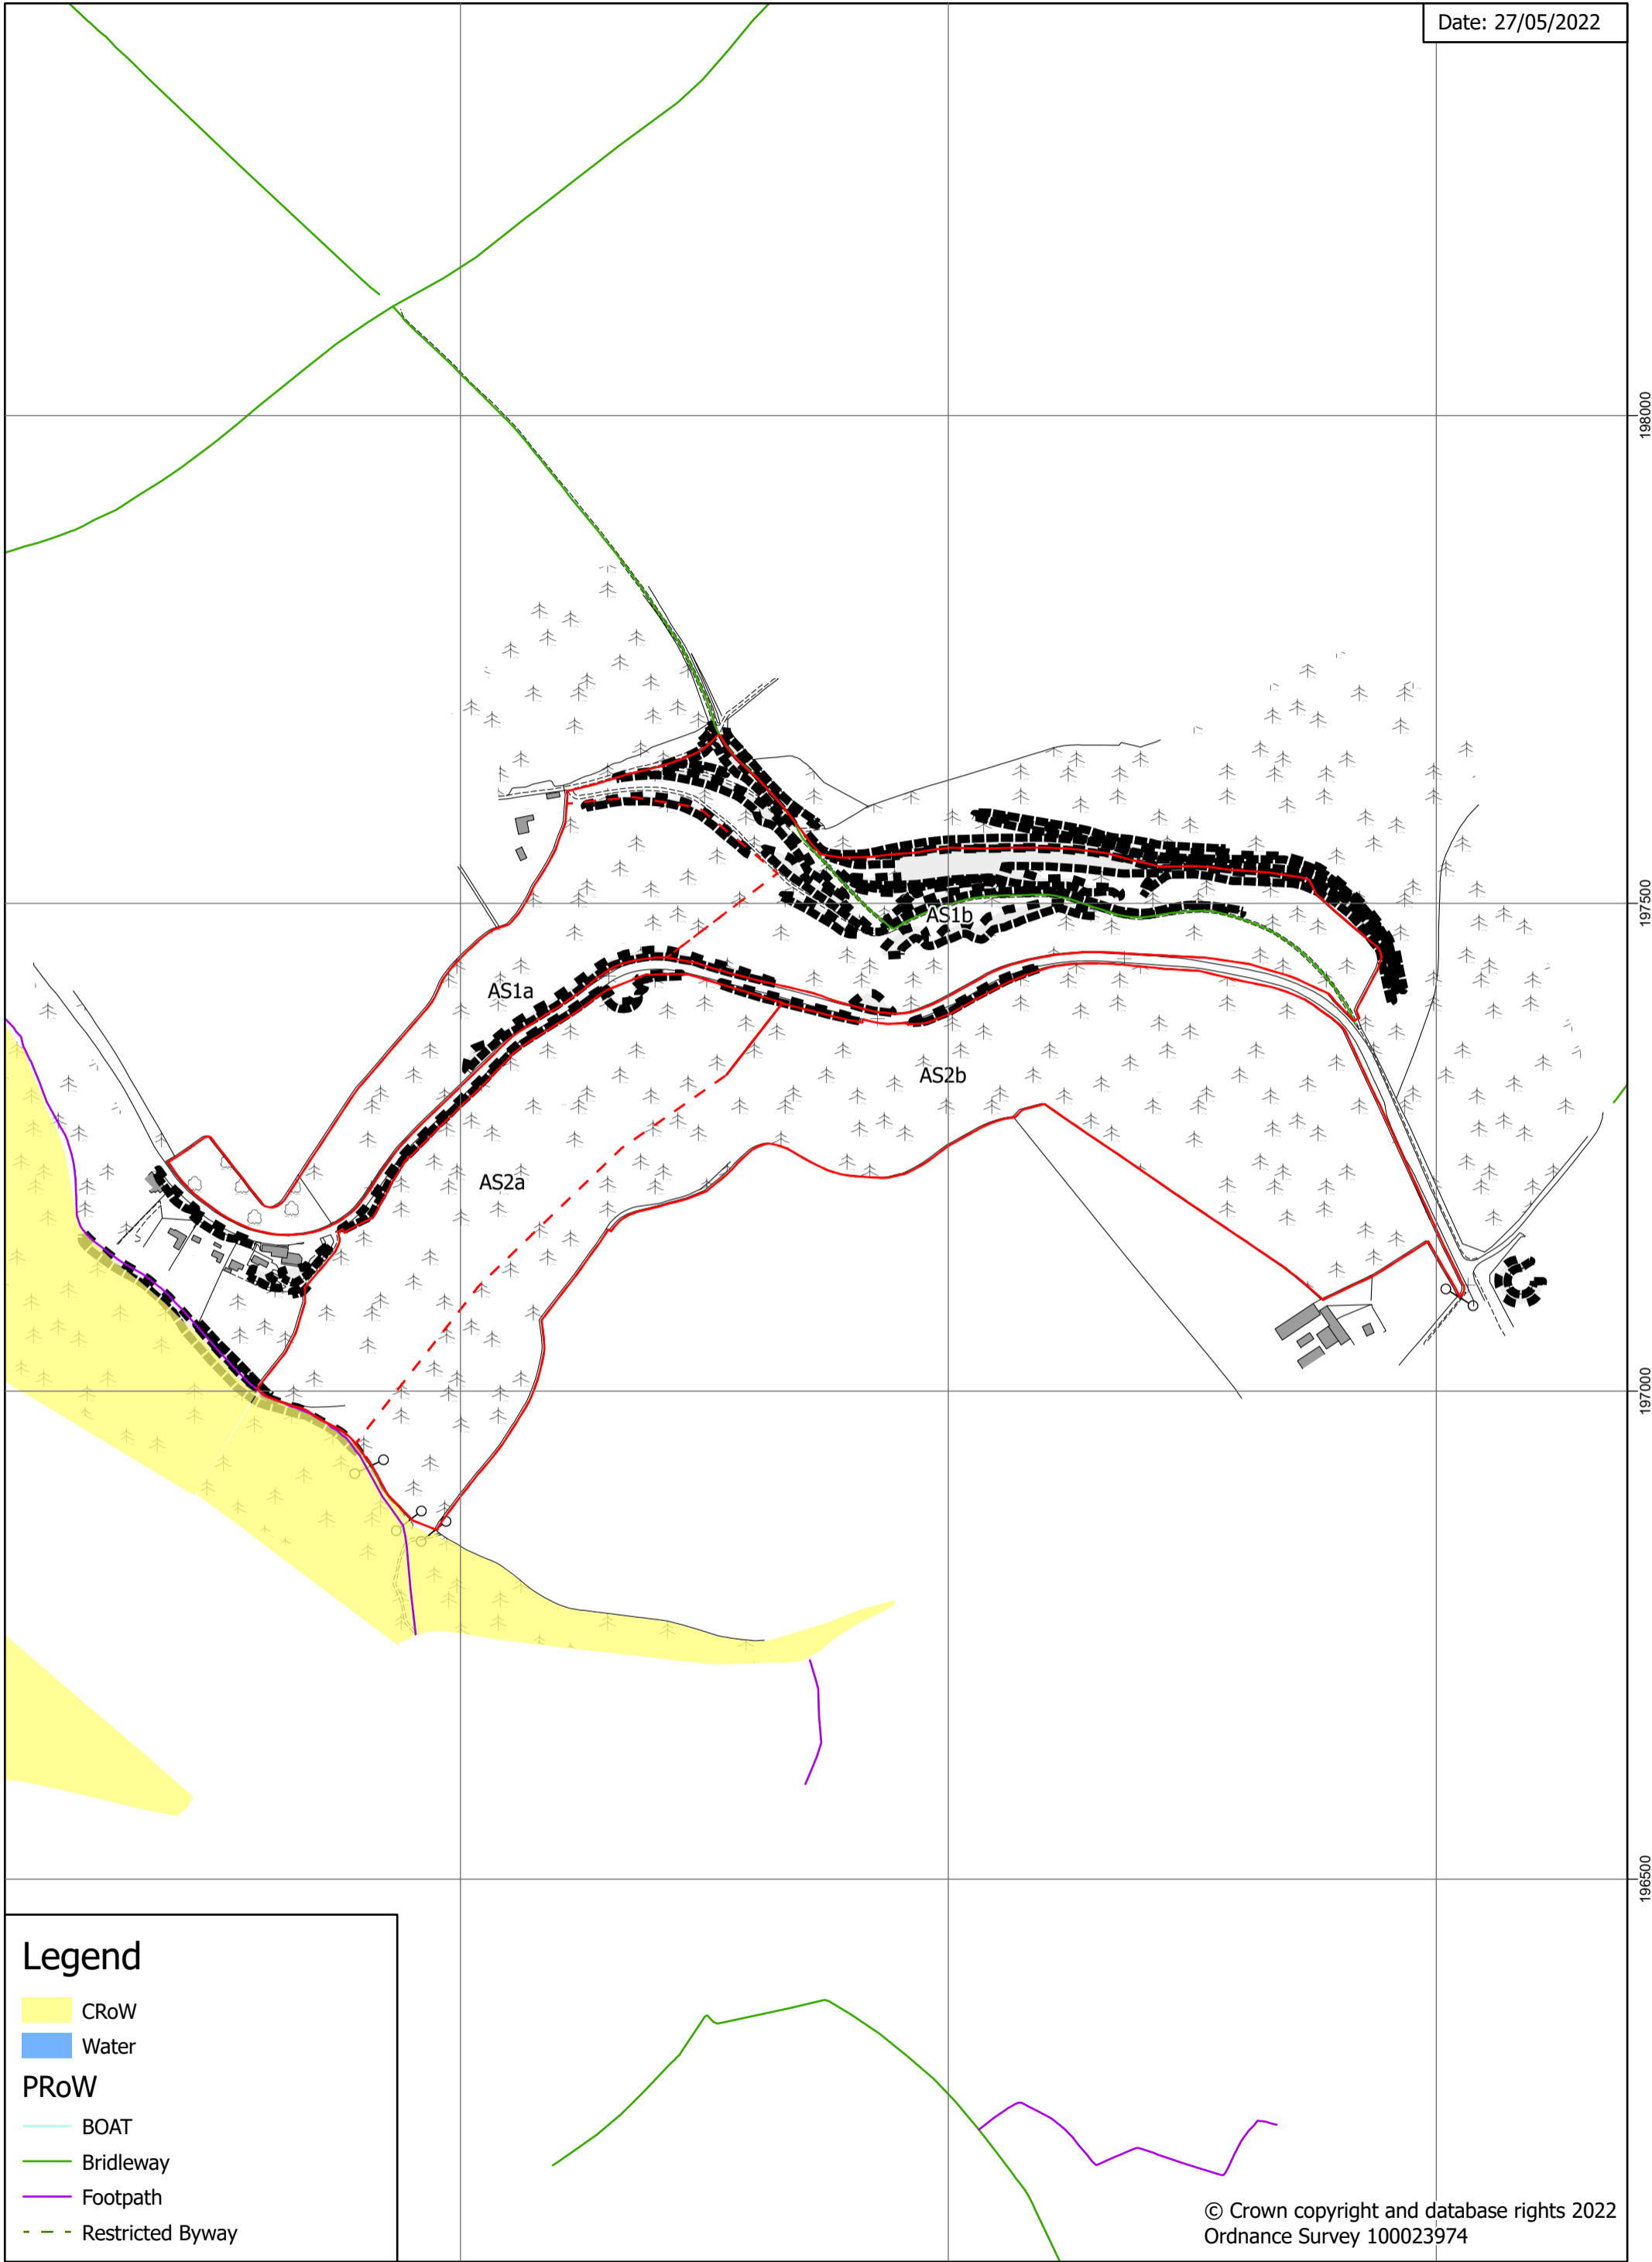 Date: 27/05/2022
198000
197500
AS1b
AS1a
AS2b
AS2a
197000
196500
Legend
CRoW
Water
PRoW
BOAT
Bridleway
Footpath
Restricted Byway
© Crown copyright and database rights 2022
Ordnance Survey 100023974